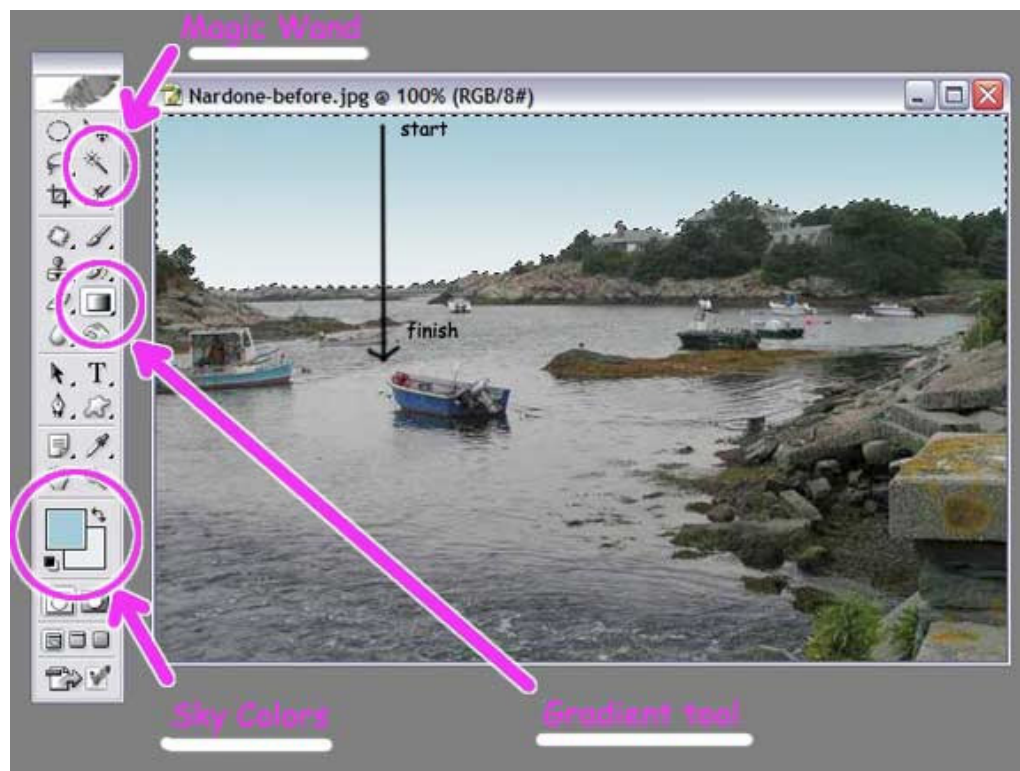 Magic Wand
Nardone-before.jpg @ 100% (RGB/8#)
start
finish
T
Sky Colors
Gradient tool